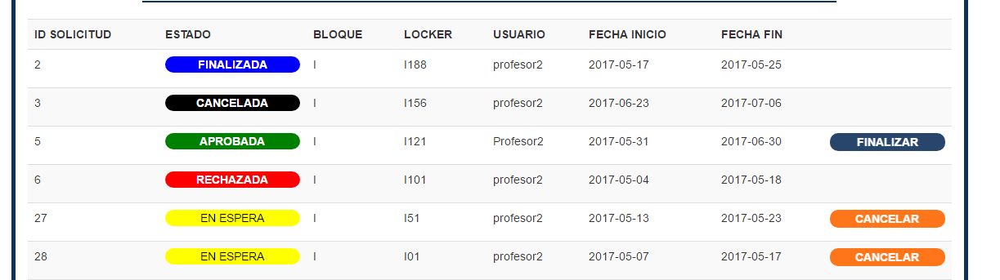 ID SOLICITUD ESTADO BLOQUE LOCKER USUARIO FECHA INICIO FECHA FIN
2 FINALIZADA I I188 profesor2 2017-05-17 2017-05-25
3 CANCELADA I I156 profesor2 2017-06-23 2017-07-06
5 APROBADA I I121 Profesor2 2017-05-31 2017-06-30 FINALIZAR
6 RECHAZADA I I101 profesor2 2017-05-04 2017-05-18
27 EN ESPERA I I51 profesor2 2017-05-13 2017-05-23 CANCELAR
28 EN ESPERA I I01 profesor2 2017-05-07 2017-05-17 CANCELAR